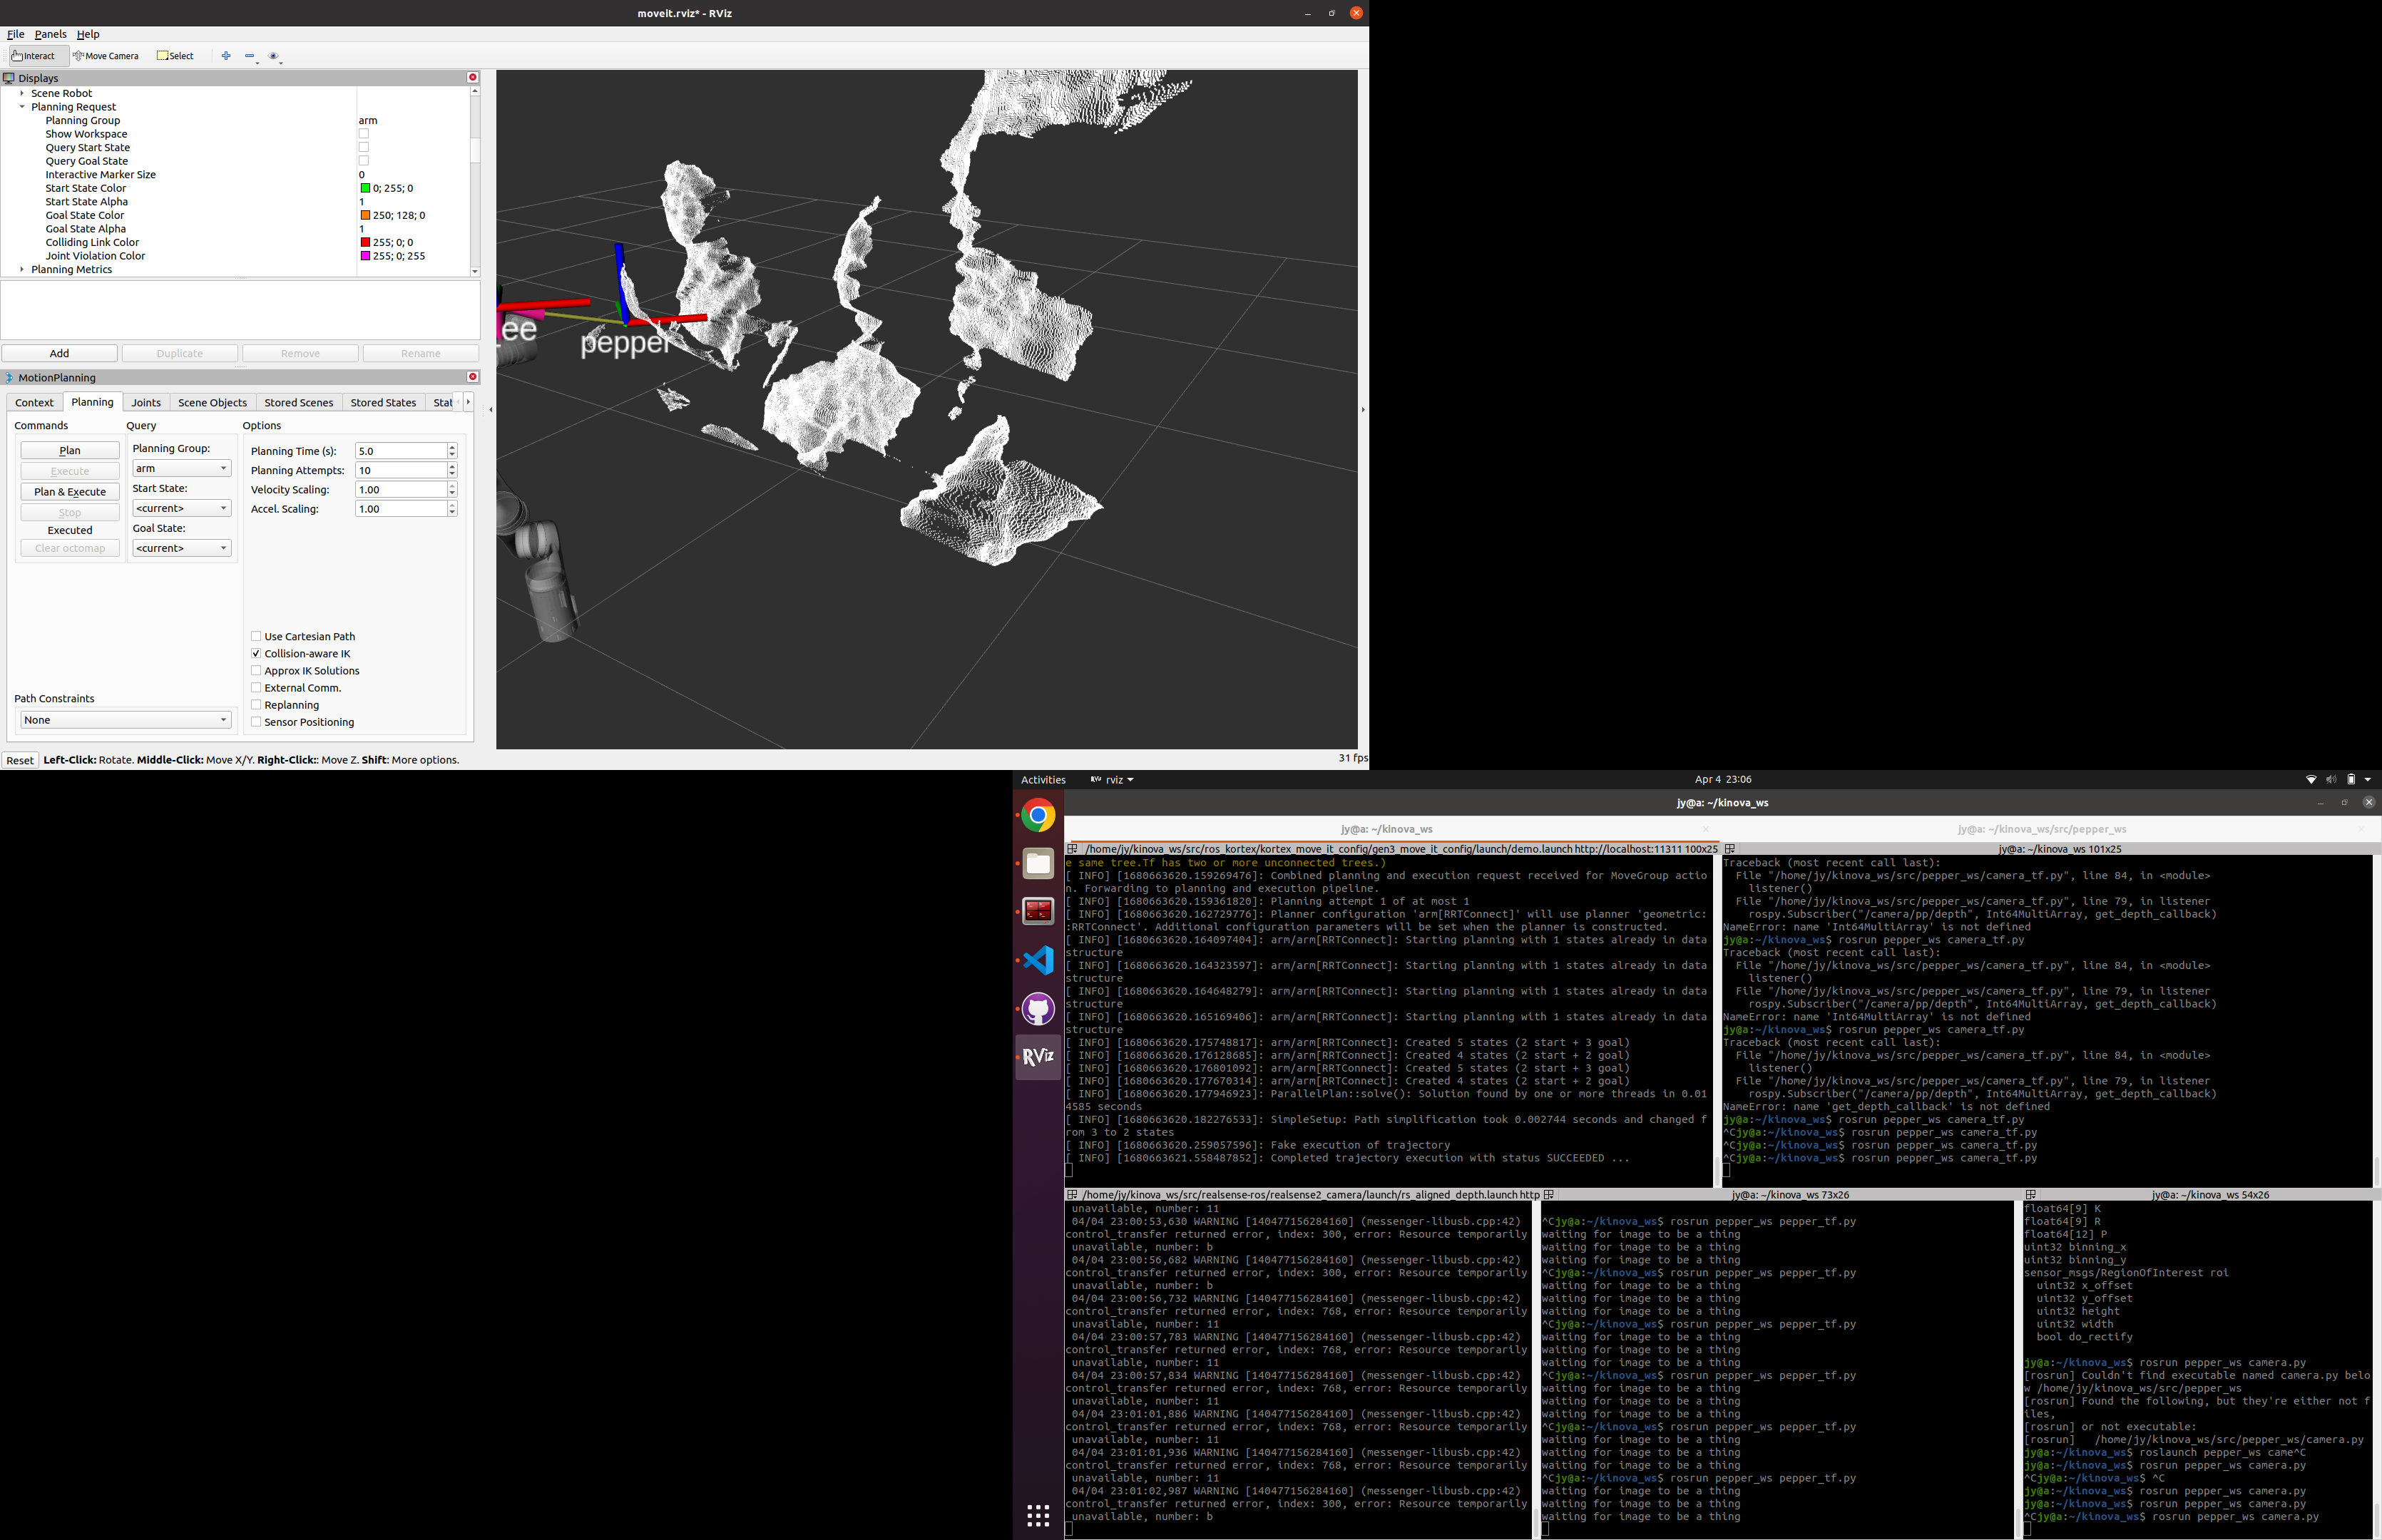 moveit.rviz* - RViz
File Panels Help
Interact Move Camera Select
Displays
Scene Robot
Planning Request
Planning Group arm
Show Workspace
Query Start State
Query Goal State
Interactive Marker Size 0
Start State Color 0; 255; 0
Start State Alpha 1
Goal State Color 250; 128; 0
Goal State Alpha 1
Colliding Link Color 255; 0; 0
Joint Violation Color 255; 0; 255
Planning Metrics
Add Duplicate Remove Rename
ee
pepper
MotionPlanning
Context Planning Joints Scene Objects Stored Scenes Stored States Stat
Commands Query Options
Plan
Execute
Plan & Execute
Stop
Executed
Clear octomap
Planning Group:
arm
Start State:
<current>
Goal State:
<current>
Planning Time (s): 5.0
Planning Attempts: 10
Velocity Scaling: 1.00
Accel. Scaling: 1.00
Use Cartesian Path
Collision-aware IK
Approx IK Solutions
External Comm.
Replanning
Sensor Positioning
Path Constraints
None
Reset Left-Click: Rotate. Middle-Click: Move X/Y. Right-Click:: Move Z. Shift: More options.
31 fps
Activities RViz rviz Apr 4 23:06
jy@a: ~/kinova_ws
jy@a: ~/kinova_ws
jy@a: ~/kinova_ws/src/pepper_ws
RViz
/home/jy/kinova_ws/src/ros_kortex/kortex_move_it_config/gen3_move_it_config/launch/demo.launch http://localhost:11311 100x25
e same tree.Tf has two or more unconnected trees.)
[ INFO] [1680663620.159269476]: Combined planning and execution request received for MoveGroup actio
n. Forwarding to planning and execution pipeline.
[ INFO] [1680663620.159361820]: Planning attempt 1 of at most 1
[ INFO] [1680663620.162729776]: Planner configuration 'arm[RRTConnect]' will use planner 'geometric:
:RRTConnect'. Additional configuration parameters will be set when the planner is constructed.
[ INFO] [1680663620.164097404]: arm/arm[RRTConnect]: Starting planning with 1 states already in data
structure
[ INFO] [1680663620.164323597]: arm/arm[RRTConnect]: Starting planning with 1 states already in data
structure
[ INFO] [1680663620.164648279]: arm/arm[RRTConnect]: Starting planning with 1 states already in data
structure
[ INFO] [1680663620.165169406]: arm/arm[RRTConnect]: Starting planning with 1 states already in data
structure
[ INFO] [1680663620.175748817]: arm/arm[RRTConnect]: Created 5 states (2 start + 3 goal)
[ INFO] [1680663620.176128685]: arm/arm[RRTConnect]: Created 4 states (2 start + 2 goal)
[ INFO] [1680663620.176801092]: arm/arm[RRTConnect]: Created 5 states (2 start + 3 goal)
[ INFO] [1680663620.177670314]: arm/arm[RRTConnect]: Created 4 states (2 start + 2 goal)
[ INFO] [1680663620.177946923]: ParallelPlan::solve(): Solution found by one or more threads in 0.01
4585 seconds
[ INFO] [1680663620.182276533]: SimpleSetup: Path simplification took 0.002744 seconds and changed f
rom 3 to 2 states
[ INFO] [1680663620.259057596]: Fake execution of trajectory
[ INFO] [1680663621.558487852]: Completed trajectory execution with status SUCCEEDED ...
jy@a: ~/kinova_ws 101x25
Traceback (most recent call last):
File "/home/jy/kinova_ws/src/pepper_ws/camera_tf.py", line 84, in <module>
listener()
File "/home/jy/kinova_ws/src/pepper_ws/camera_tf.py", line 79, in listener
rospy.Subscriber("/camera/pp/depth", Int64MultiArray, get_depth_callback)
NameError: name 'Int64MultiArray' is not defined
jy@a:~/kinova_ws$ rosrun pepper_ws camera_tf.py
Traceback (most recent call last):
File "/home/jy/kinova_ws/src/pepper_ws/camera_tf.py", line 84, in <module>
listener()
File "/home/jy/kinova_ws/src/pepper_ws/camera_tf.py", line 79, in listener
rospy.Subscriber("/camera/pp/depth", Int64MultiArray, get_depth_callback)
NameError: name 'Int64MultiArray' is not defined
jy@a:~/kinova_ws$ rosrun pepper_ws camera_tf.py
Traceback (most recent call last):
File "/home/jy/kinova_ws/src/pepper_ws/camera_tf.py", line 84, in <module>
listener()
File "/home/jy/kinova_ws/src/pepper_ws/camera_tf.py", line 79, in listener
rospy.Subscriber("/camera/pp/depth", Int64MultiArray, get_depth_callback)
NameError: name 'get_depth_callback' is not defined
jy@a:~/kinova_ws$ rosrun pepper_ws camera_tf.py
^Cjy@a:~/kinova_ws$ rosrun pepper_ws camera_tf.py
^Cjy@a:~/kinova_ws$ rosrun pepper_ws camera_tf.py
^Cjy@a:~/kinova_ws$ rosrun pepper_ws camera_tf.py
/home/jy/kinova_ws/src/realsense-ros/realsense2_camera/launch/rs_aligned_depth.launch http
unavailable, number: 11
04/04 23:00:53,630 WARNING [140477156284160] (messenger-libusb.cpp:42)
control_transfer returned error, index: 300, error: Resource temporarily
unavailable, number: b
04/04 23:00:56,682 WARNING [140477156284160] (messenger-libusb.cpp:42)
control_transfer returned error, index: 300, error: Resource temporarily
unavailable, number: b
04/04 23:00:56,732 WARNING [140477156284160] (messenger-libusb.cpp:42)
control_transfer returned error, index: 768, error: Resource temporarily
unavailable, number: 11
04/04 23:00:57,783 WARNING [140477156284160] (messenger-libusb.cpp:42)
control_transfer returned error, index: 768, error: Resource temporarily
unavailable, number: 11
04/04 23:00:57,834 WARNING [140477156284160] (messenger-libusb.cpp:42)
control_transfer returned error, index: 768, error: Resource temporarily
unavailable, number: 11
04/04 23:01:01,886 WARNING [140477156284160] (messenger-libusb.cpp:42)
control_transfer returned error, index: 768, error: Resource temporarily
unavailable, number: 11
04/04 23:01:01,936 WARNING [140477156284160] (messenger-libusb.cpp:42)
control_transfer returned error, index: 768, error: Resource temporarily
unavailable, number: 11
04/04 23:01:02,987 WARNING [140477156284160] (messenger-libusb.cpp:42)
control_transfer returned error, index: 300, error: Resource temporarily
unavailable, number: b
jy@a: ~/kinova_ws 73x26
^Cjy@a:~/kinova_ws$ rosrun pepper_ws pepper_tf.py
waiting for image to be a thing
waiting for image to be a thing
waiting for image to be a thing
^Cjy@a:~/kinova_ws$ rosrun pepper_ws pepper_tf.py
waiting for image to be a thing
waiting for image to be a thing
waiting for image to be a thing
^Cjy@a:~/kinova_ws$ rosrun pepper_ws pepper_tf.py
waiting for image to be a thing
waiting for image to be a thing
waiting for image to be a thing
^Cjy@a:~/kinova_ws$ rosrun pepper_ws pepper_tf.py
waiting for image to be a thing
waiting for image to be a thing
waiting for image to be a thing
^Cjy@a:~/kinova_ws$ rosrun pepper_ws pepper_tf.py
waiting for image to be a thing
waiting for image to be a thing
waiting for image to be a thing
^Cjy@a:~/kinova_ws$ rosrun pepper_ws pepper_tf.py
waiting for image to be a thing
waiting for image to be a thing
waiting for image to be a thing
jy@a: ~/kinova_ws 54x26
float64[9] K
float64[9] R
float64[12] P
uint32 binning_x
uint32 binning_y
sensor_msgs/RegionOfInterest roi
uint32 x_offset
uint32 y_offset
uint32 height
uint32 width
bool do_rectify
jy@a:~/kinova_ws$ rosrun pepper_ws camera.py
[rosrun] Couldn't find executable named camera.py belo
w /home/jy/kinova_ws/src/pepper_ws
[rosrun] Found the following, but they're either not f
iles,
[rosrun] or not executable:
[rosrun] /home/jy/kinova_ws/src/pepper_ws/camera.py
jy@a:~/kinova_ws$ roslaunch pepper_ws came^C
jy@a:~/kinova_ws$ rosrun pepper_ws camera.py
^Cjy@a:~/kinova_ws$ ^C
jy@a:~/kinova_ws$ rosrun pepper_ws camera.py
jy@a:~/kinova_ws$ rosrun pepper_ws camera.py
^Cjy@a:~/kinova_ws$ rosrun pepper_ws camera.py